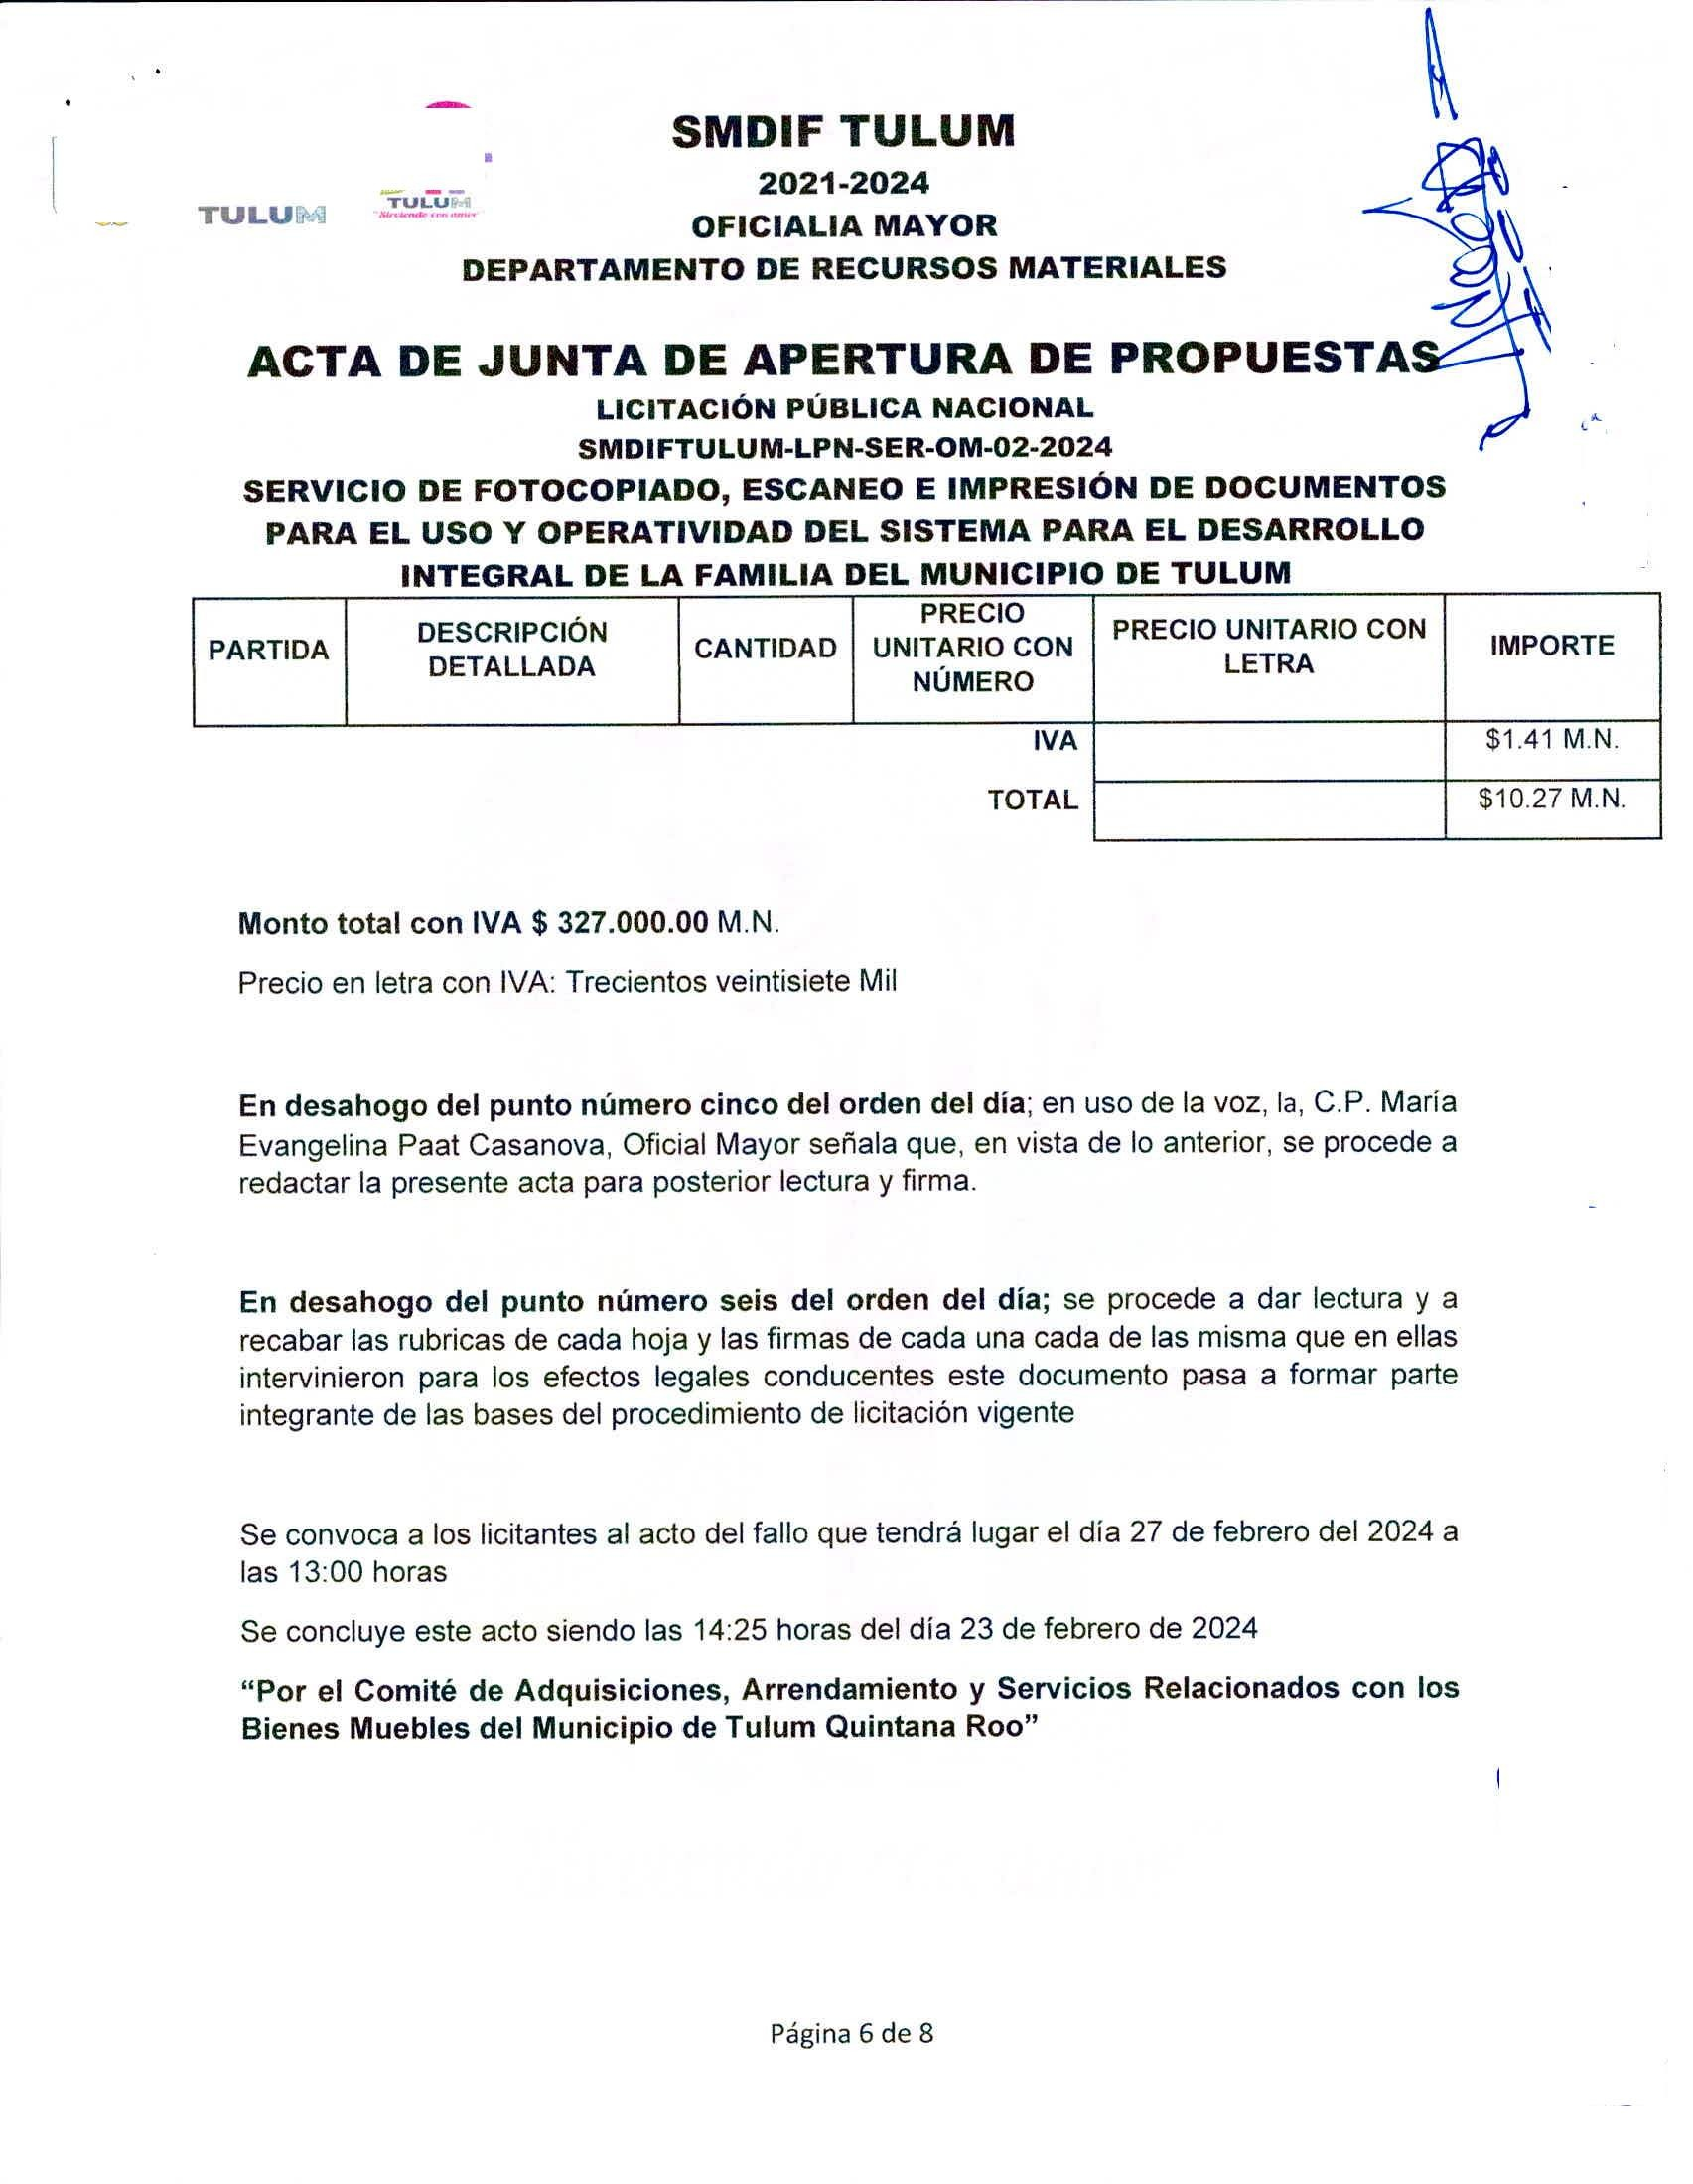 SMDIF TULUM
2021-2024
TULUM
TULUM
"Sirviendo con amor"
OFICIALIA MAYOR
DEPARTAMENTO DE RECURSOS MATERIALES
ACTA DE JUNTA DE APERTURA DE PROPUESTAS
LICITACIÓN PÚBLICA NACIONAL
SMDIFTULUM-LPN-SER-OM-02-2024
SERVICIO DE FOTOCOPIADO, ESCANEO E IMPRESIÓN DE DOCUMENTOS
PARA EL USO Y OPERATIVIDAD DEL SISTEMA PARA EL DESARROLLO
INTEGRAL DE LA FAMILIA DEL MUNICIPIO DE TULUM
PARTIDA
DESCRIPCIÓN
DETALLADA
CANTIDAD
PRECIO
UNITARIO CON
NÚMERO
PRECIO UNITARIO CON
LETRA
IMPORTE
IVA
$1.41 M.N.
TOTAL
$10.27 M.N.
Monto total con IVA $ 327.000.00 M.N.
Precio en letra con IVA: Trecientos veintisiete Mil
En desahogo del punto número cinco del orden del día; en uso de la voz, la, C.P. María
Evangelina Paat Casanova, Oficial Mayor señala que, en vista de lo anterior, se procede a
redactar la presente acta para posterior lectura y firma.
En desahogo del punto número seis del orden del día; se procede a dar lectura y a
recabar las rubricas de cada hoja y las firmas de cada una cada de las misma que en ellas
intervinieron para los efectos legales conducentes este documento pasa a formar parte
integrante de las bases del procedimiento de licitación vigente
Se convoca a los licitantes al acto del fallo que tendrá lugar el día 27 de febrero del 2024 a
las 13:00 horas
Se concluye este acto siendo las 14:25 horas del día 23 de febrero de 2024
“Por el Comité de Adquisiciones, Arrendamiento y Servicios Relacionados con los
Bienes Muebles del Municipio de Tulum Quintana Roo”
Página 6 de 8